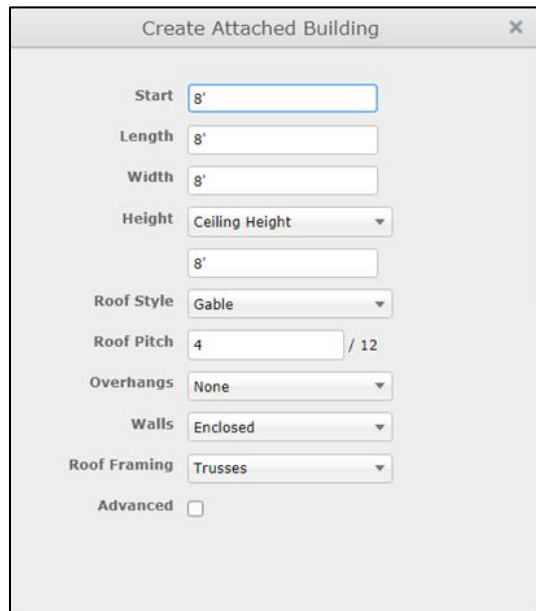 Create Attached Building ×
Start 8'
Length 8'
Width 8'
Height Ceiling Height
8'
Roof Style Gable
Roof Pitch 4 / 12
Overhangs None
Walls Enclosed
Roof Framing Trusses
Advanced